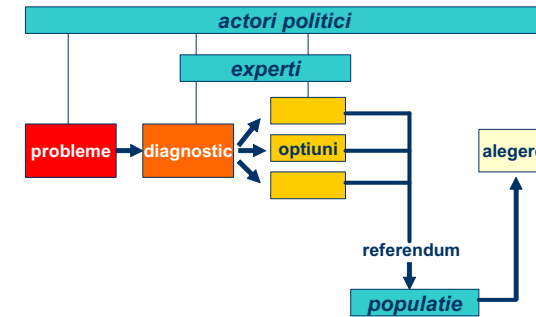 actori politici
experti
probleme
diagnostic
optiuni
alegere
referendum
populatie